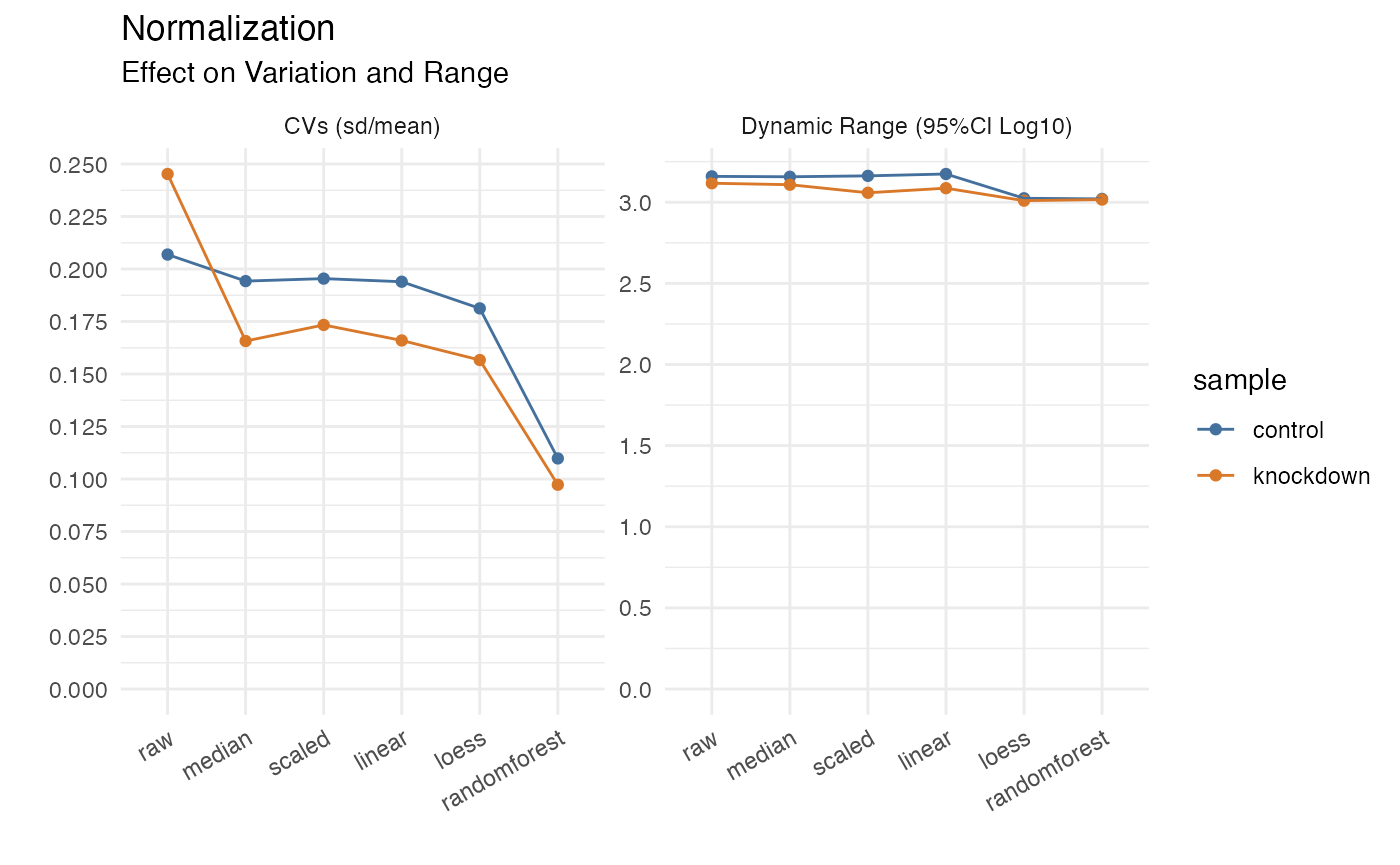 Normalization
Effect on Variation and Range
CVs (sd/mean)
Dynamic Range (95%CI Log10)
0.250
0.225
0.200
0.175
0.150
0.125
0.100
0.075
0.050
0.025
0.000
3.0
2.5
2.0
1.5
1.0
0.5
0.0
raw
median
scaled
linear
loess
randomforest
raw
median
scaled
linear
loess
randomforest
sample
control
knockdown